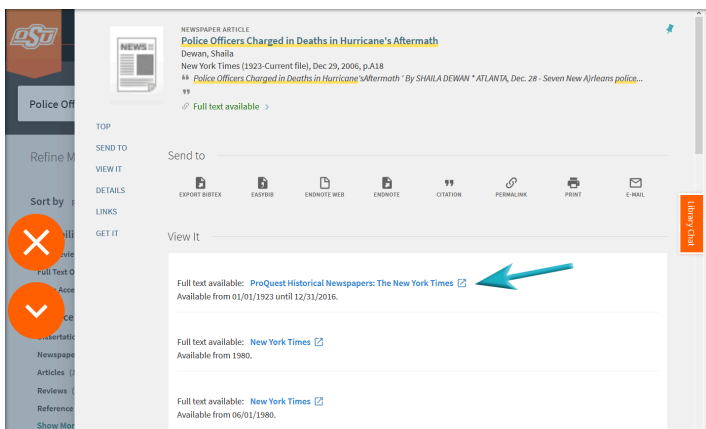 OSU
NEWS
NEWSPAPER ARTICLE
Police Officers Charged in Deaths in Hurricane's Aftermath
Dewan, Shaila
New York Times (1923-Current file), Dec 29, 2006, p.A18
Police Officers Charged in Deaths in Hurricane'sAftermath ' By SHAILA DEWAN * ATLANTA, Dec. 28 - Seven New A)rleans police...
Full text available >
Police Off
TOP
SEND TO
VIEW IT
DETAILS
LINKS
GET IT
Refine M
Sort by
Full Text O
Acce
Dissertatic
Newspape
Articles
Reviews (
Reference
Show Mor
Send to
EXPORT BIBTEX EASYBIB ENDNOTE WEB ENDNOTE CITATION PERMALINK PRINT E-MAIL
Library Chat
View It
Full text available: ProQuest Historical Newspapers: The New York Times
Available from 01/01/1923 until 12/31/2016.
Full text available: New York Times
Available from 1980.
Full text available: New York Times
Available from 06/01/1980.